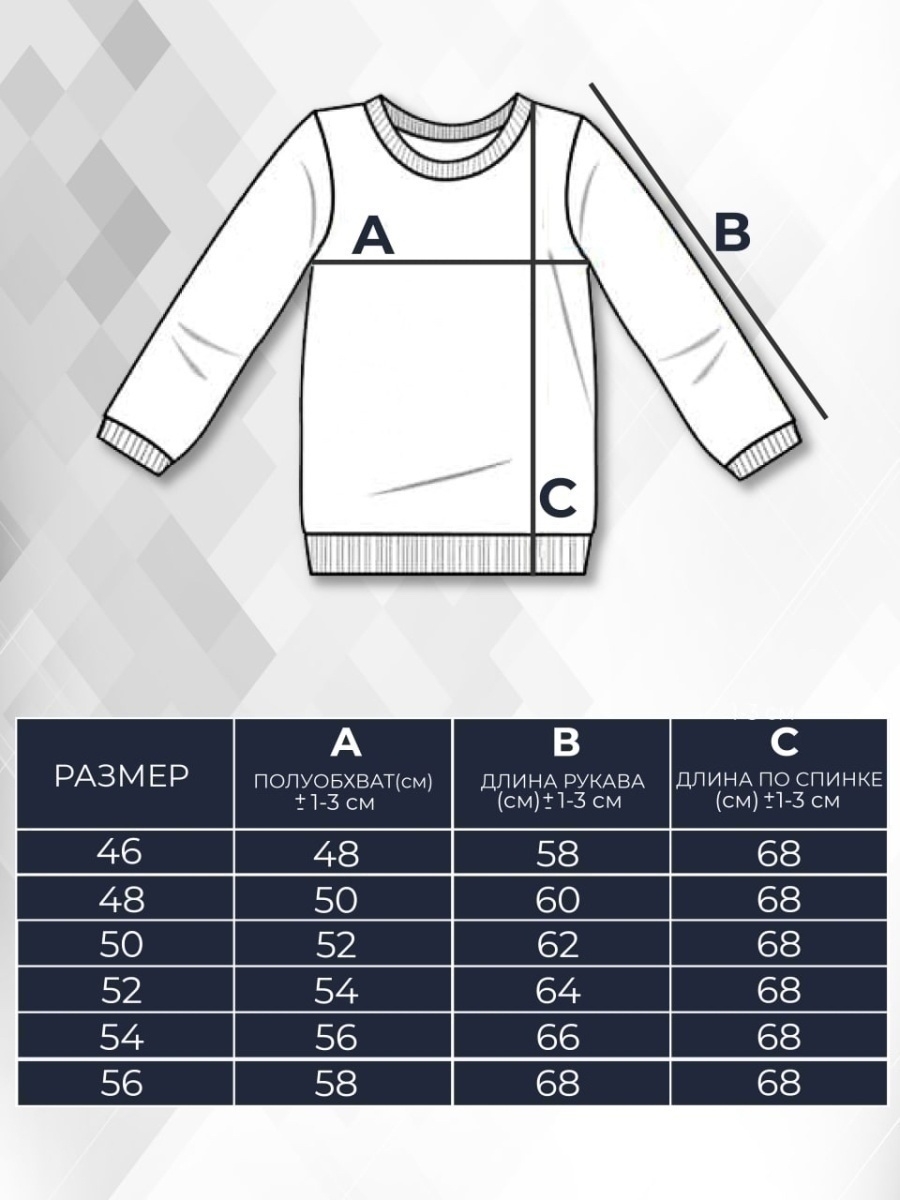 A
B
C
A
B
C
РАЗМЕР
ПОЛУОБХВАТ(см)
± 1-3 см
ДЛИНА РУКАВА
(см)±1-3 см
ДЛИНА ПО СПИНКЕ
(см) ±1-3 см
46 48 58 68
48 50 60 68
50 52 62 68
52 54 64 68
54 56 66 68
56 58 68 68